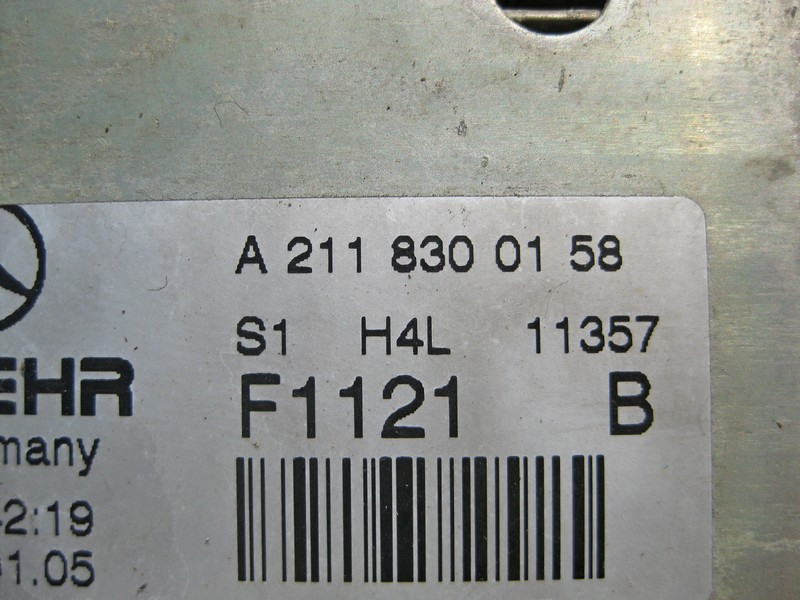 A 211 830 01 58
S1 H4L 11357
F1121 B
EHR
many
2:19
1.05